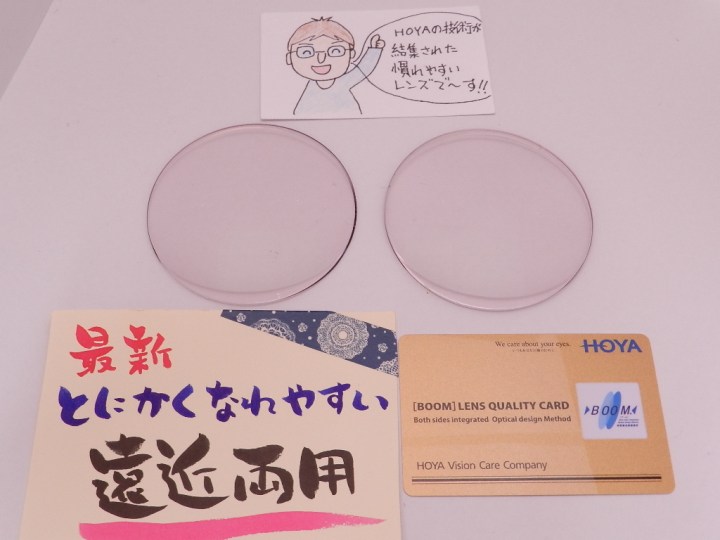 HOYAの技術が
結集された
慣れやすい
レンズで〜す!!
最新
とにかくなれやすい
遠近両用
We care about your eyes.
HOYA
[BOOM] LENS QUALITY CARD
Both sides integrated Optical design Method
BOOM
HOYA Vision Care Company